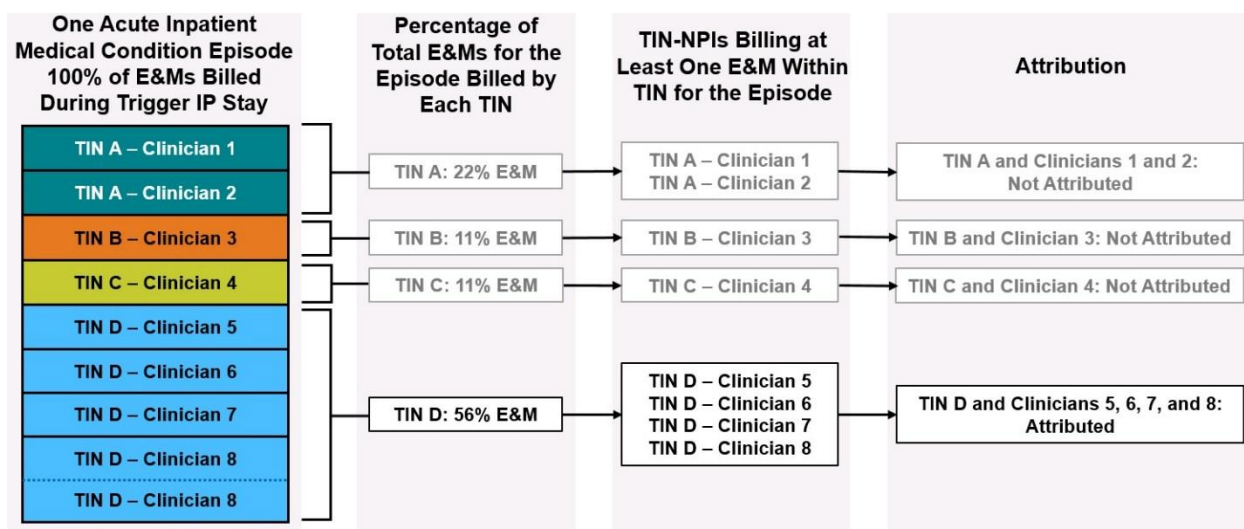 One Acute Inpatient
Medical Condition Episode
100% of E&Ms Billed
During Trigger IP Stay
Percentage of
Total E&Ms for the
Episode Billed by
Each TIN
TIN-NPIs Billing at
Least One E&M Within
TIN for the Episode
Attribution
TIN A – Clinician 1
TIN A – Clinician 2
TIN A: 22% E&M
TIN A – Clinician 1
TIN A – Clinician 2
TIN A and Clinicians 1 and 2:
Not Attributed
TIN B – Clinician 3
TIN B: 11% E&M
TIN B – Clinician 3
TIN B and Clinician 3: Not Attributed
TIN C – Clinician 4
TIN C: 11% E&M
TIN C – Clinician 4
TIN C and Clinician 4: Not Attributed
TIN D – Clinician 5
TIN D – Clinician 6
TIN D – Clinician 7
TIN D – Clinician 8
TIN D – Clinician 8
TIN D: 56% E&M
TIN D – Clinician 5
TIN D – Clinician 6
TIN D – Clinician 7
TIN D – Clinician 8
TIN D and Clinicians 5, 6, 7, and 8:
Attributed